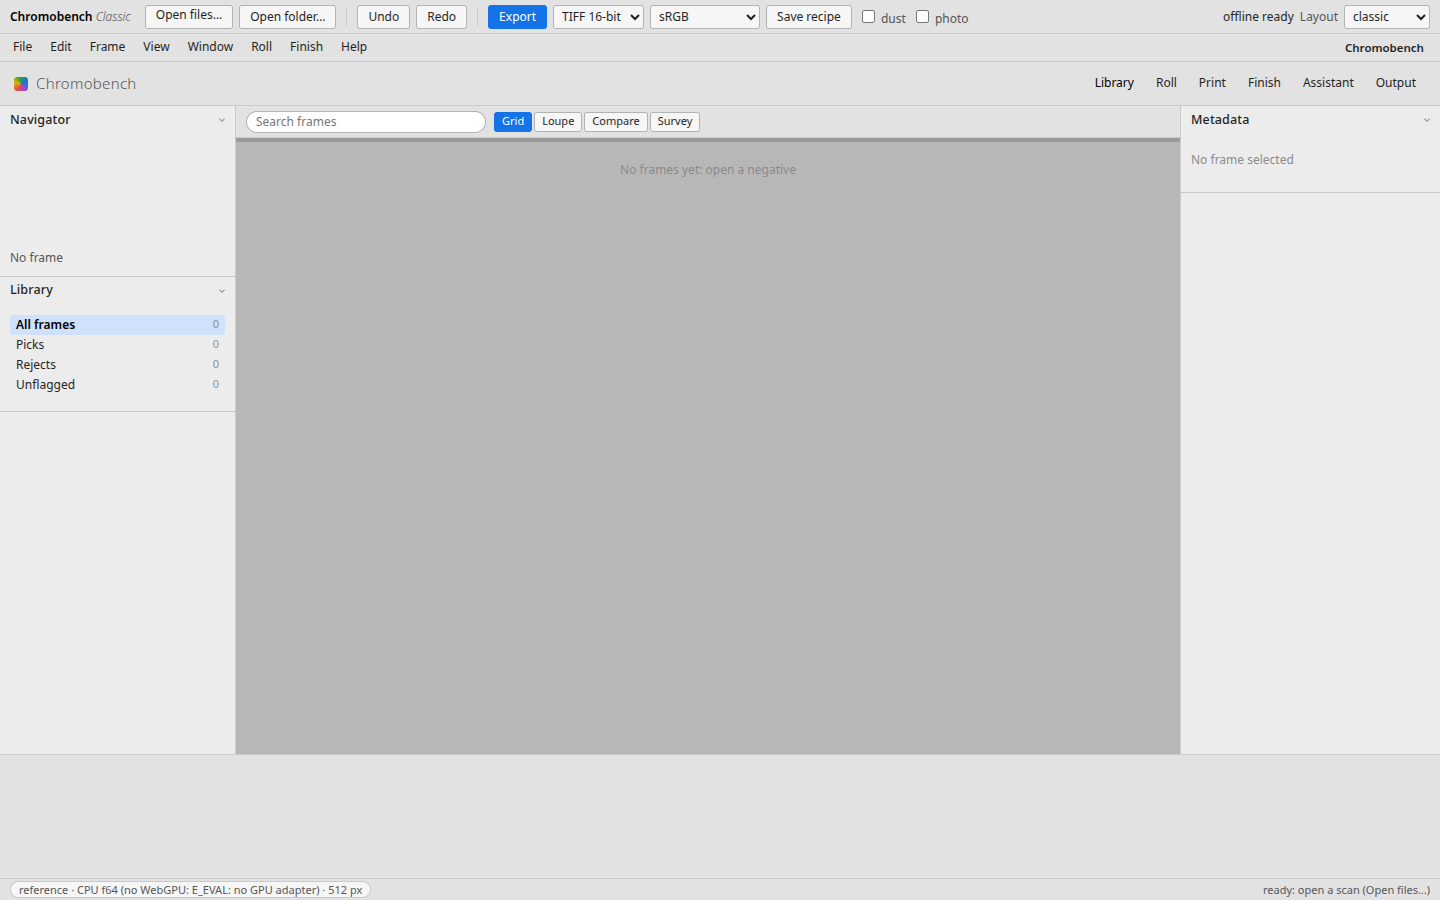 Chromobench Classic Open files... Open folder... Undo Redo Export TIFF 16-bit sRGB Save recipe dust photo offline ready Layout classic
File Edit Frame View Window Roll Finish Help Chromobench
Chromobench Library Roll Print Finish Assistant Output
Navigator
Search frames Grid Loupe Compare Survey
Metadata
No frames yet: open a negative
No frame selected
No frame
Library
All frames 0
Picks 0
Rejects 0
Unflagged 0
reference · CPU f64 (no WebGPU: E_EVAL: no GPU adapter) · 512 px
ready: open a scan (Open files...)